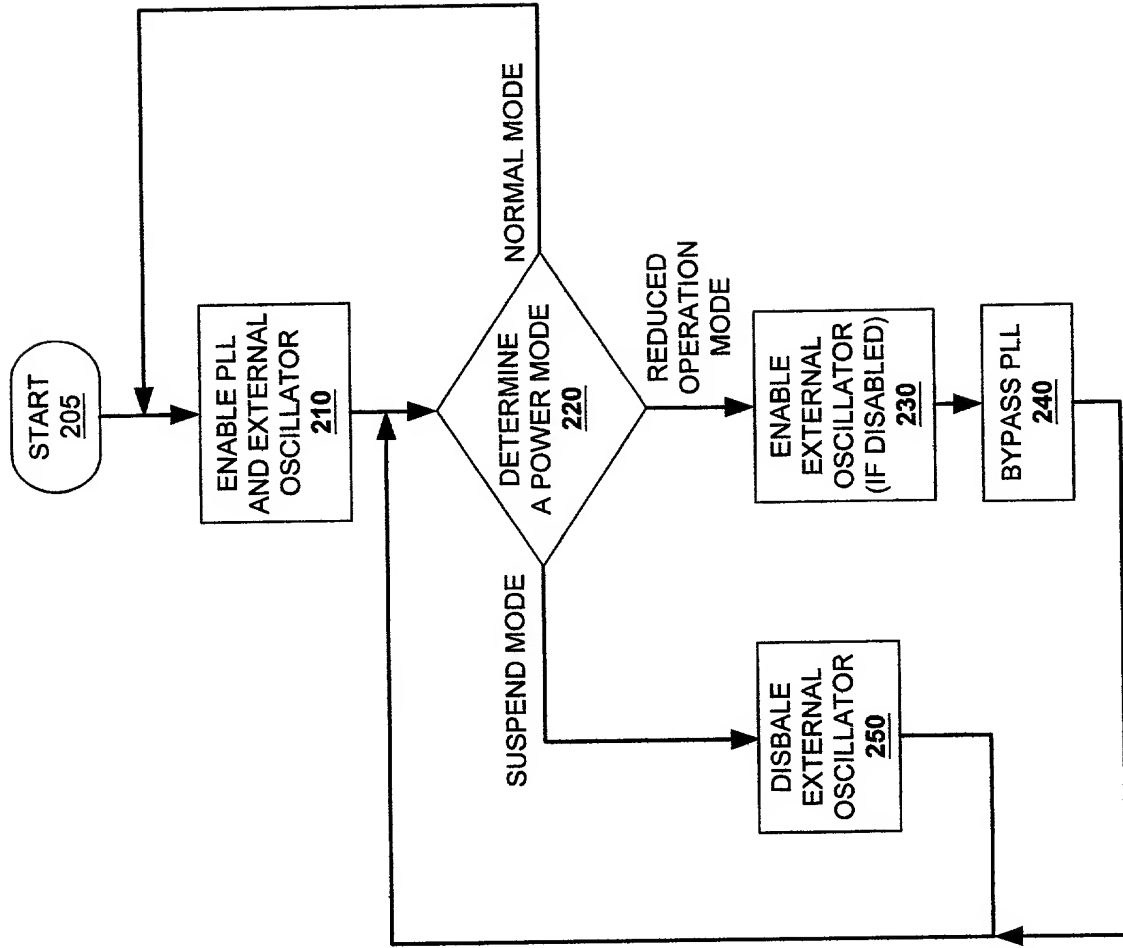 START
205
ENABLE PLL
AND EXTERNAL
OSCILLATOR
210
DETERMINE
A POWER MODE
220
NORMAL MODE
SUSPEND MODE
REDUCED
OPERATION
MODE
DISBALE
EXTERNAL
OSCILLATOR
250
ENABLE
EXTERNAL
OSCILLATOR
(IF DISABLED)
230
BYPASS PLL
240